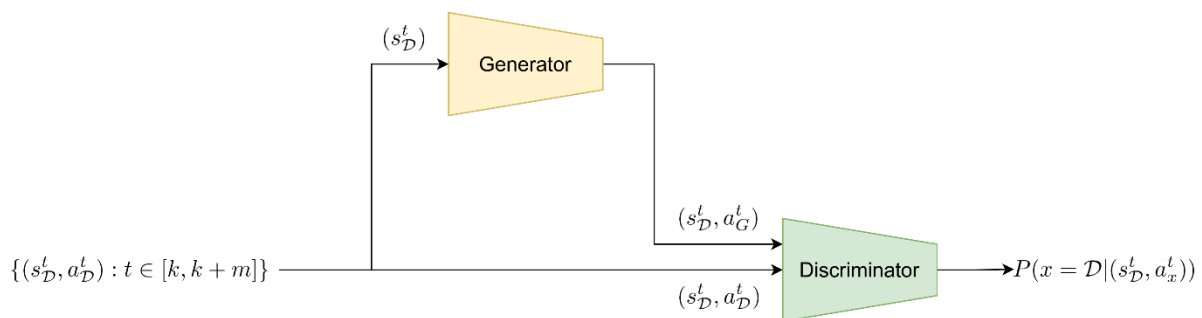 $(s_{\mathcal{D}}^t)$
Generator
$(s_{\mathcal{D}}^t, a_G^t)$
$\{(s_{\mathcal{D}}^t, a_{\mathcal{D}}^t) : t \in [k, k+m]\}$
Discriminator
$P(x = \mathcal{D}|(s_{\mathcal{D}}^t, a_x^t))$
$(s_{\mathcal{D}}^t, a_{\mathcal{D}}^t)$